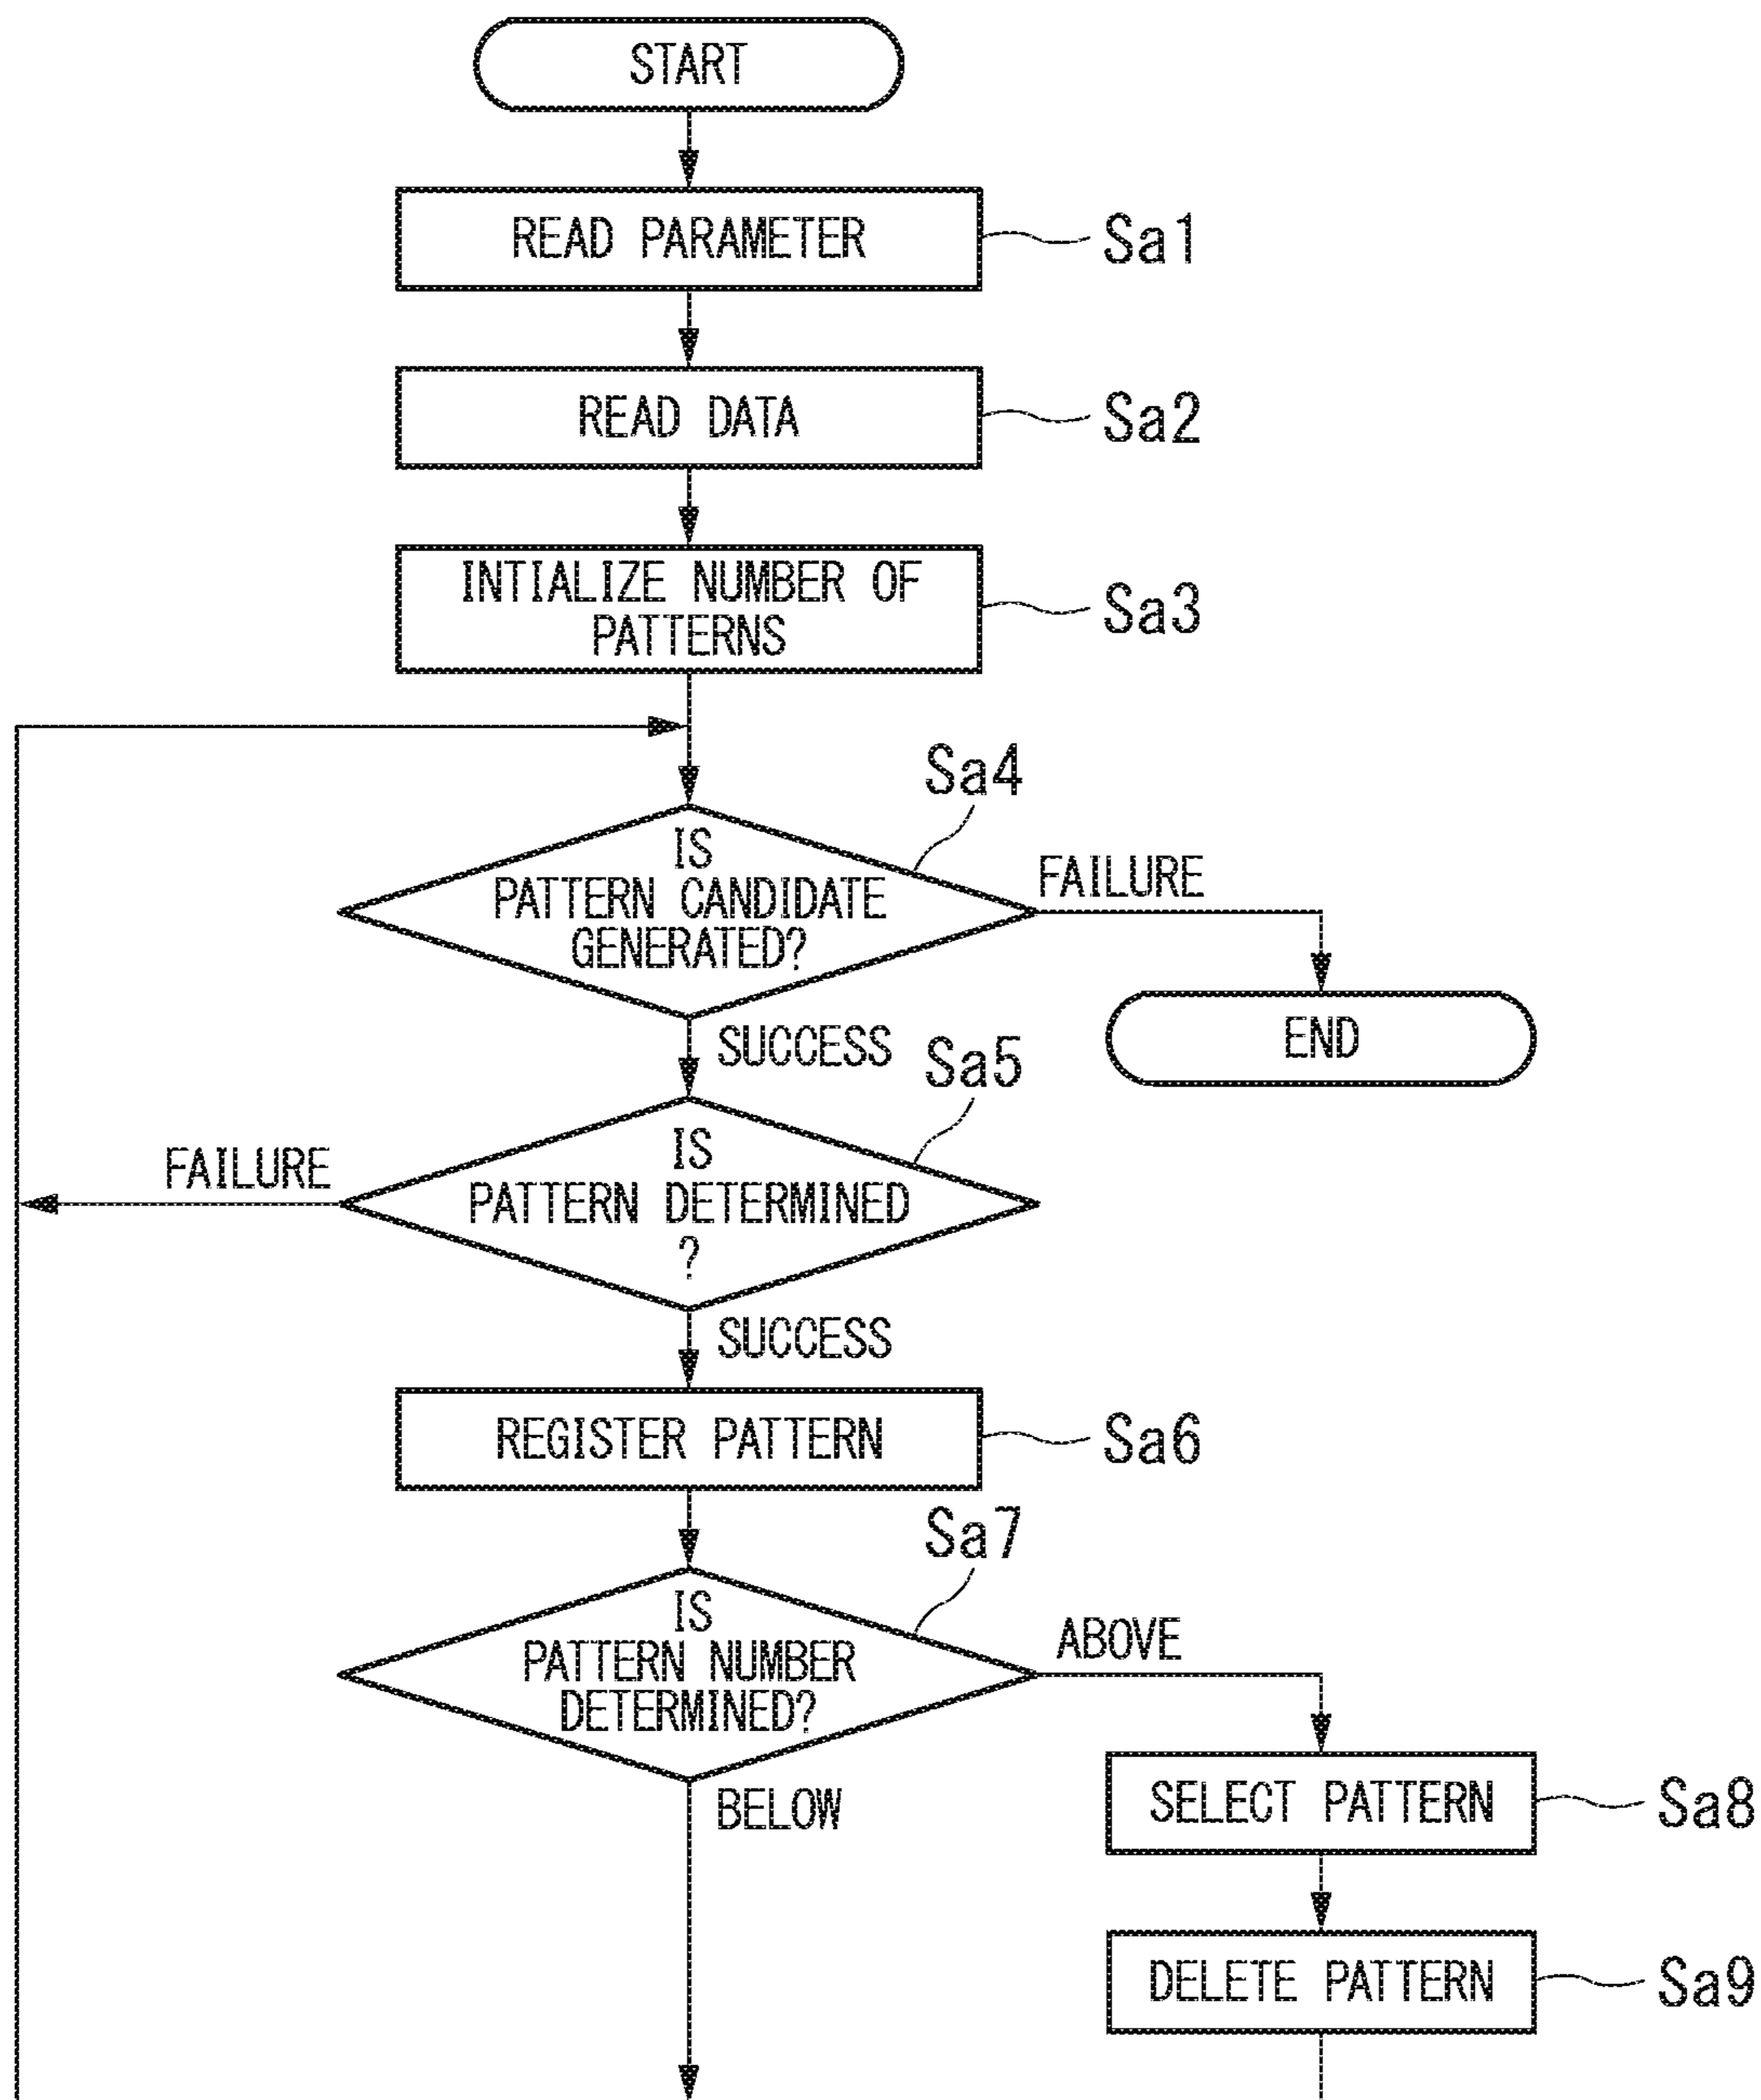 START
READ PARAMETER
Sa1
READ DATA
Sa2
INTIALIZE NUMBER OF
PATTERNS
Sa3
Sa4
IS
PATTERN CANDIDATE
GENERATED?
FAILURE
END
SUCCESS
Sa5
IS
PATTERN DETERMINED
?
FAILURE
SUCCESS
REGISTER PATTERN
Sa6
Sa7
IS
PATTERN NUMBER
DETERMINED?
ABOVE
BELOW
SELECT PATTERN
Sa8
DELETE PATTERN
Sa9